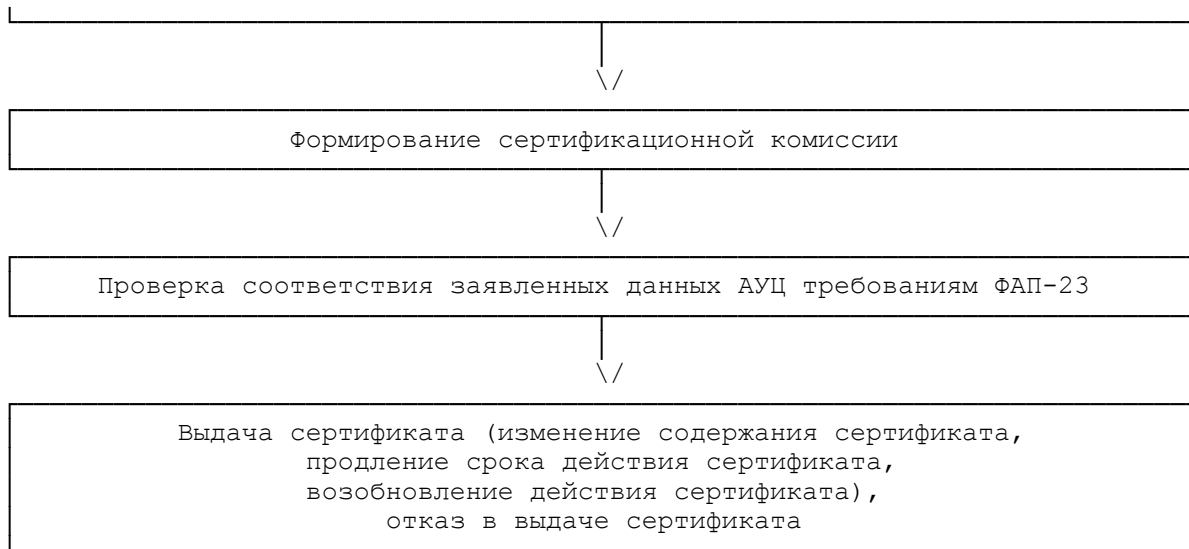 Формирование сертификационной комиссии
Проверка соответствия заявленных данных АУЦ требованиям ФАП-23
Выдача сертификата (изменение содержания сертификата,
продление срока действия сертификата,
возобновление действия сертификата),
отказ в выдаче сертификата